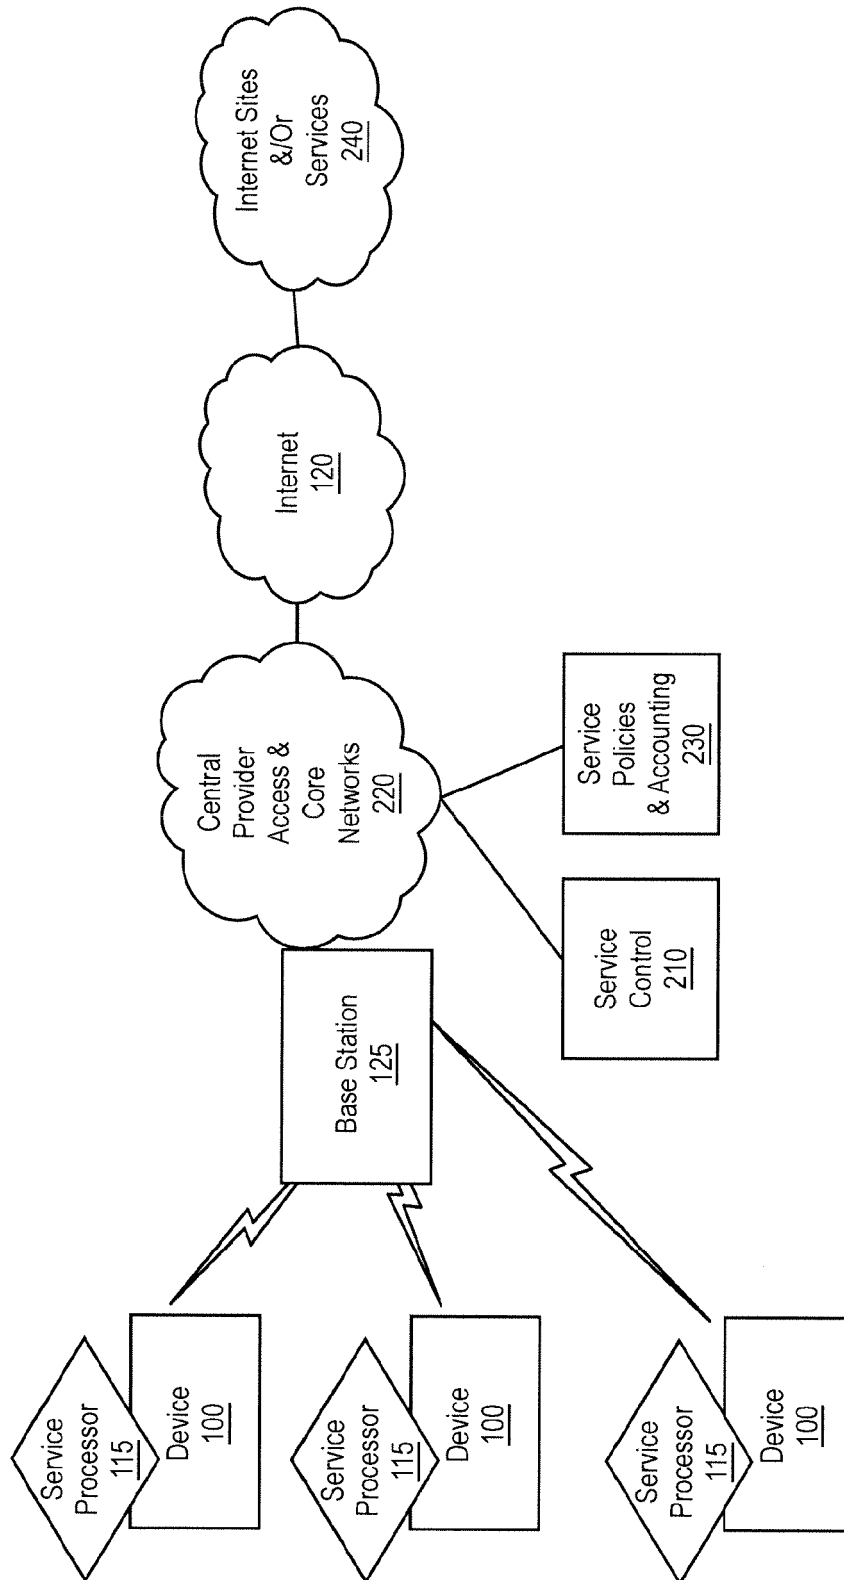 Service
Processor
115
Device
100
Service
Processor
115
Device
100
Service
Processor
115
Device
100
Base Station
125
Central
Provider
Access &
Core
Networks
220
Service
Control
210
Service
Policies
& Accounting
230
Internet
120
Internet Sites
&/Or
Services
240